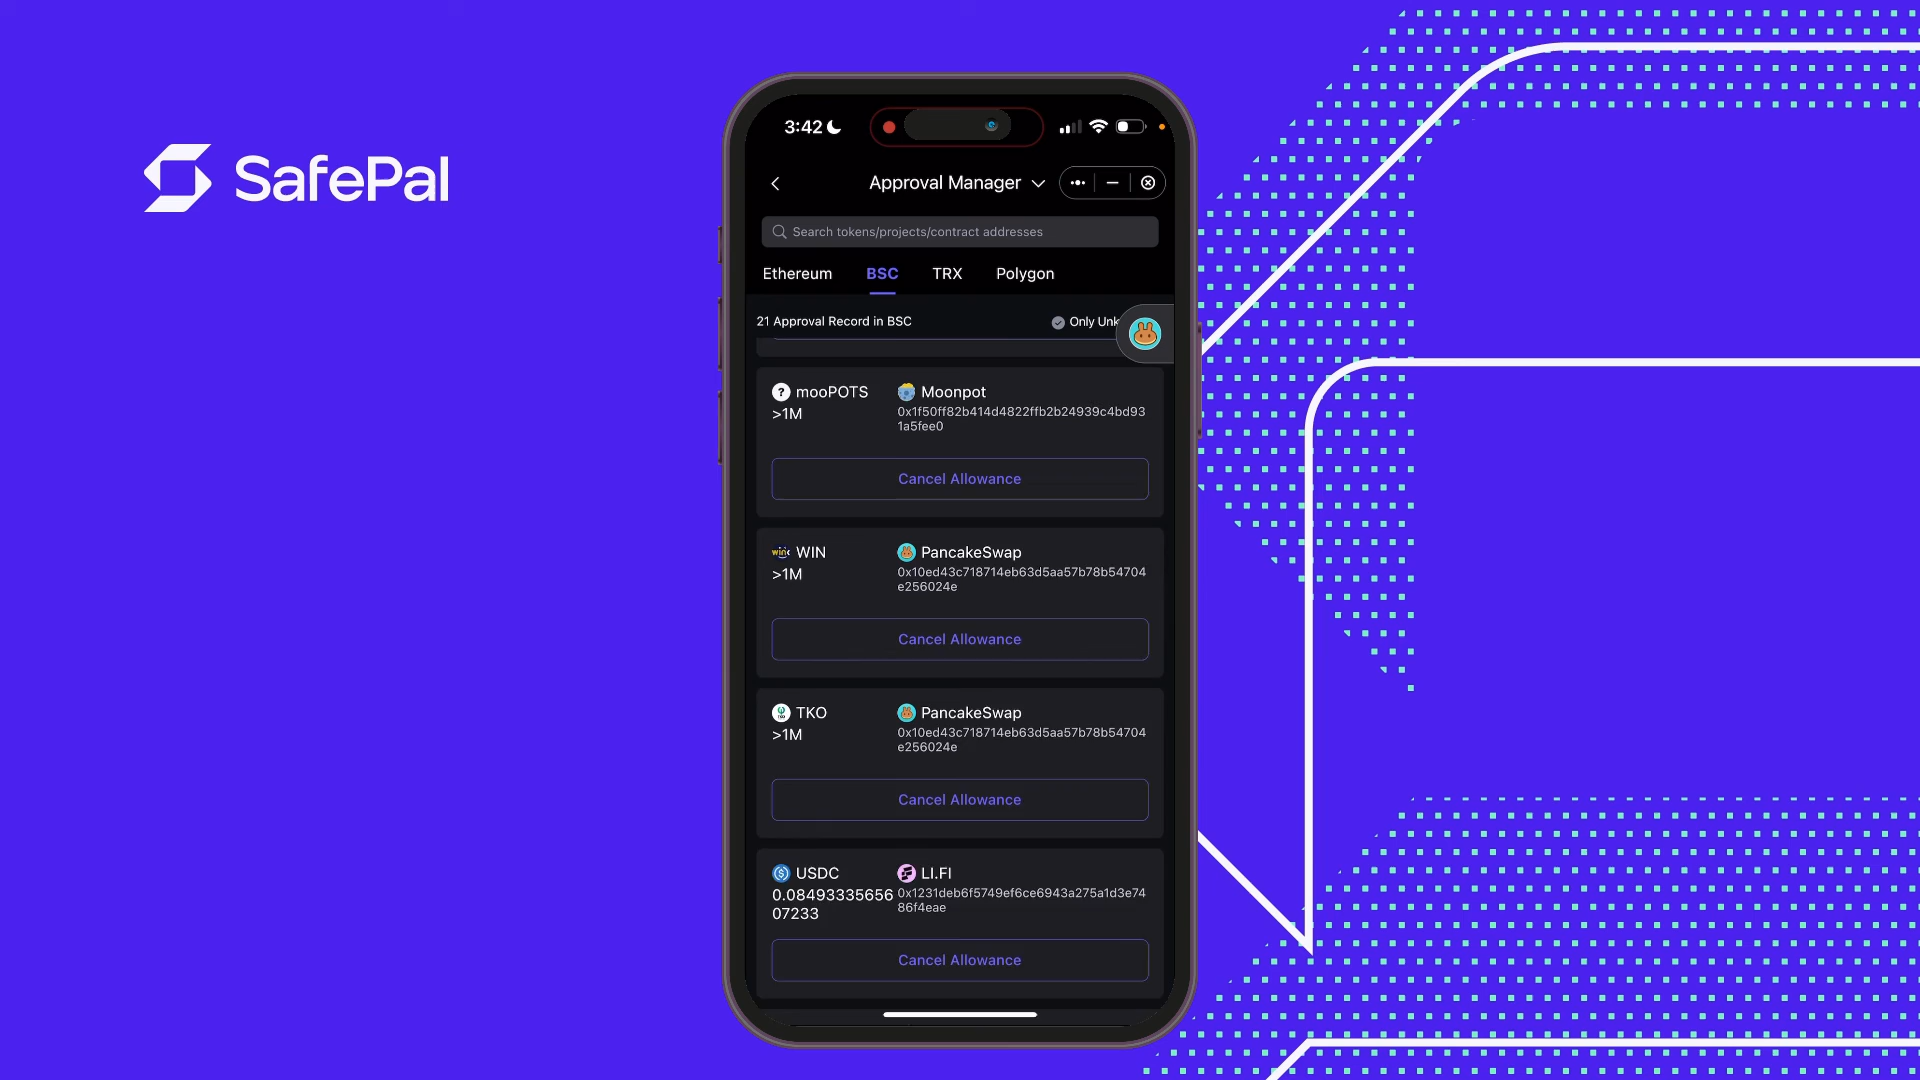 SafePal
3:42
Approval Manager
Search tokens/projects/contract addresses
Ethereum BSC TRX Polygon
21 Approval Record in BSC
Only Unk
? mooPOTS
>1M
Moonpot
0x1f50ff82b414d4822ffb2b24939c4bd93
1a5fee0
Cancel Allowance
WIN
>1M
PancakeSwap
0x10ed43c718714eb63d5aa57b78b54704
e256024e
Cancel Allowance
TKO
>1M
PancakeSwap
0x10ed43c718714eb63d5aa57b78b54704
e256024e
Cancel Allowance
USDC
0.08493335656
07233
LI.FI
0x1231deb6f5749ef6ce6943a275a1d3e74
86f4eae
Cancel Allowance